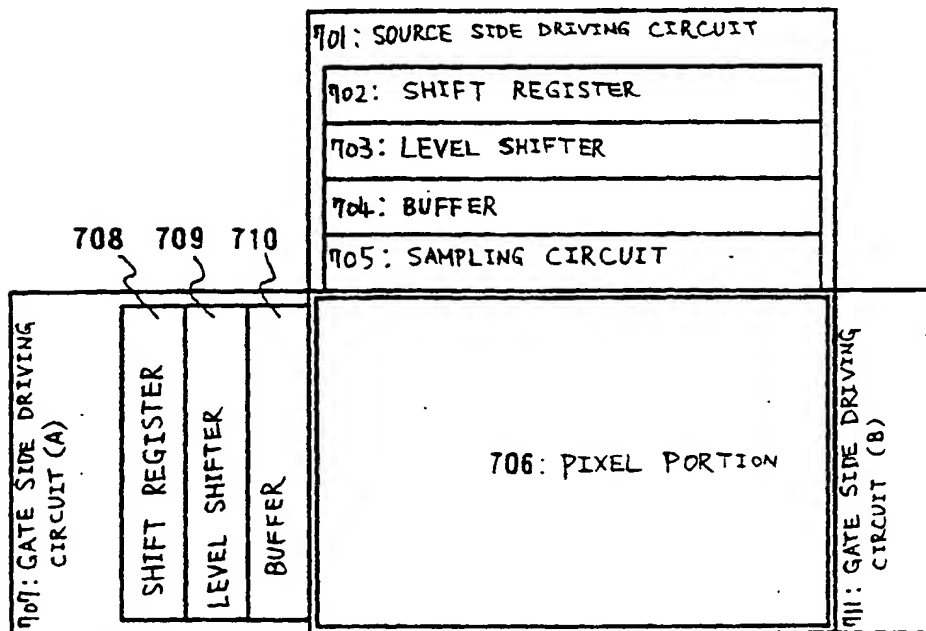 701: SOURCE SIDE DRIVING CIRCUIT
702: SHIFT REGISTER
703: LEVEL SHIFTER
704: BUFFER
705: SAMPLING CIRCUIT
708 709 710
707: GATE SIDE DRIVING
CIRCUIT (A)
SHIFT REGISTER
LEVEL SHIFTER
BUFFER
706: PIXEL PORTION
711: GATE SIDE DRIVING
CIRCUIT (B)